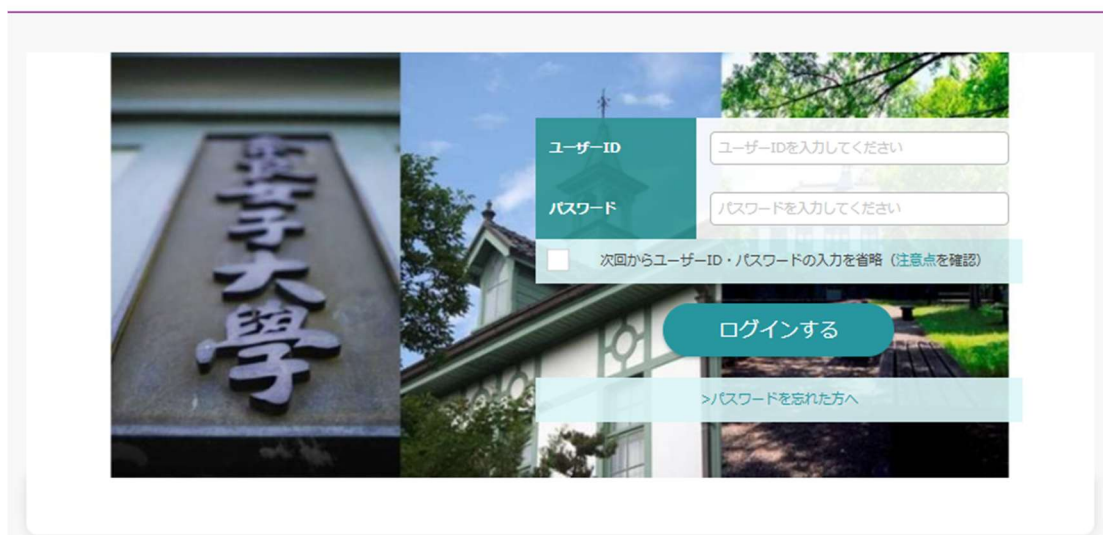 奈良女子大學
ユーザーID
ユーザーIDを入力してください
パスワード
パスワードを入力してください
次回からユーザーID・パスワードの入力を省略（注意点を確認）
ログインする
>パスワードを忘れた方へ